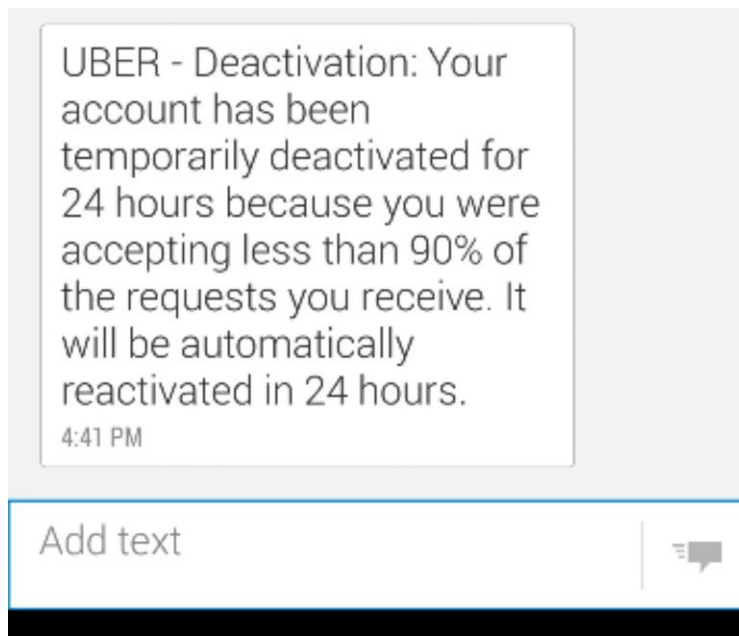 UBER - Deactivation: Your
account has been
temporarily deactivated for
24 hours because you were
accepting less than 90% of
the requests you receive. It
will be automatically
reactivated in 24 hours.
4:41 PM
Add text